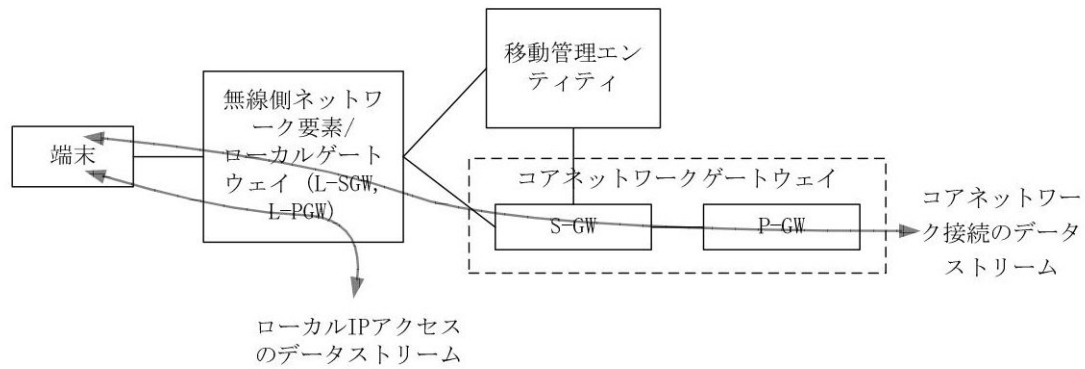 移動管理エン
ティティ
無線側ネットワ
ーク要素/
ローカルゲート
ウェイ (L-SGW,
L-PGW)
端末
コアネットワークゲートウェイ
S-GW
P-GW
コアネットワー
ク接続のデータ
ストリーム
ローカルIPアクセス
のデータストリーム